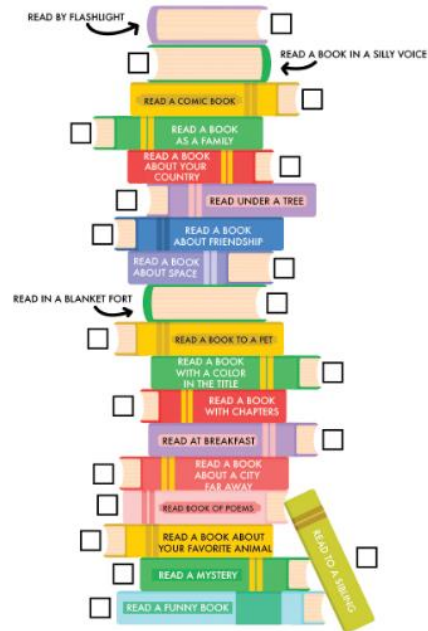 READ BY FLASHLIGHT
READ A BOOK IN A SILLY VOICE
READ A COMIC BOOK
READ A BOOK
AS A FAMILY
READ A BOOK
ABOUT YOUR
COUNTRY
READ UNDER A TREE
READ A BOOK
ABOUT FRIENDSHIP
READ A BOOK
ABOUT SPACE
READ IN A BLANKET FORT
READ A BOOK TO A PET
READ A BOOK
WITH A COLOR
IN THE TITLE
READ A BOOK
WITH CHAPTERS
READ AT BREAKFAST
READ A BOOK
ABOUT A CITY
FAR AWAY
READ BOOK OF POEMS
READ A BOOK ABOUT
YOUR FAVORITE ANIMAL
READ TO A SIBLING
READ A MYSTERY
READ A FUNNY BOOK